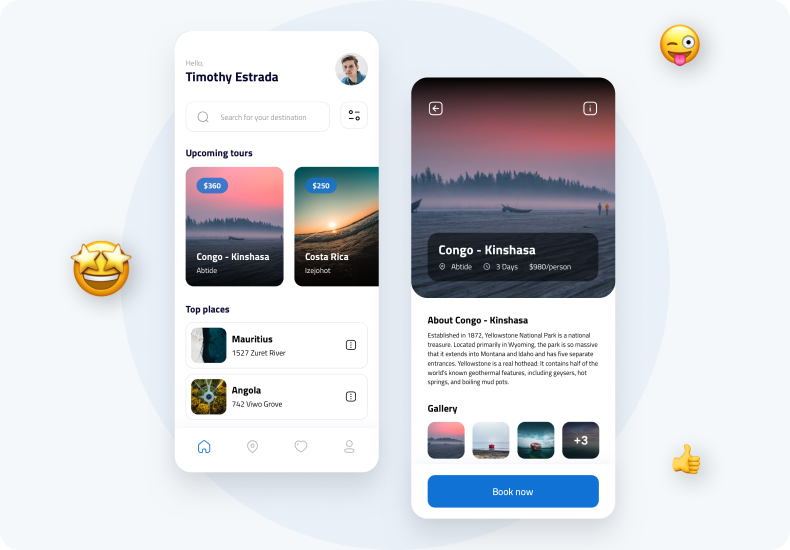 Hello,
Timothy Estrada
Search for your destination
Upcoming tours
$360
Congo - Kinshasa
Abtide
$250
Costa Rica
Izejohot
Top places
Mauritius
1527 Zuret River
Angola
742 Viwo Grove
Congo - Kinshasa
Abtide 3 Days $980/person
About Congo - Kinshasa
Established in 1872, Yellowstone National Park is a national
treasure. Located primarily in Wyoming, the park is so massive
that it extends into Montana and Idaho and has five separate
entrances. Yellowstone is a real hothead: It contains half of the
world's known geothermal features, including geysers, hot
springs, and boiling mud pots.
Gallery
+3
Book now